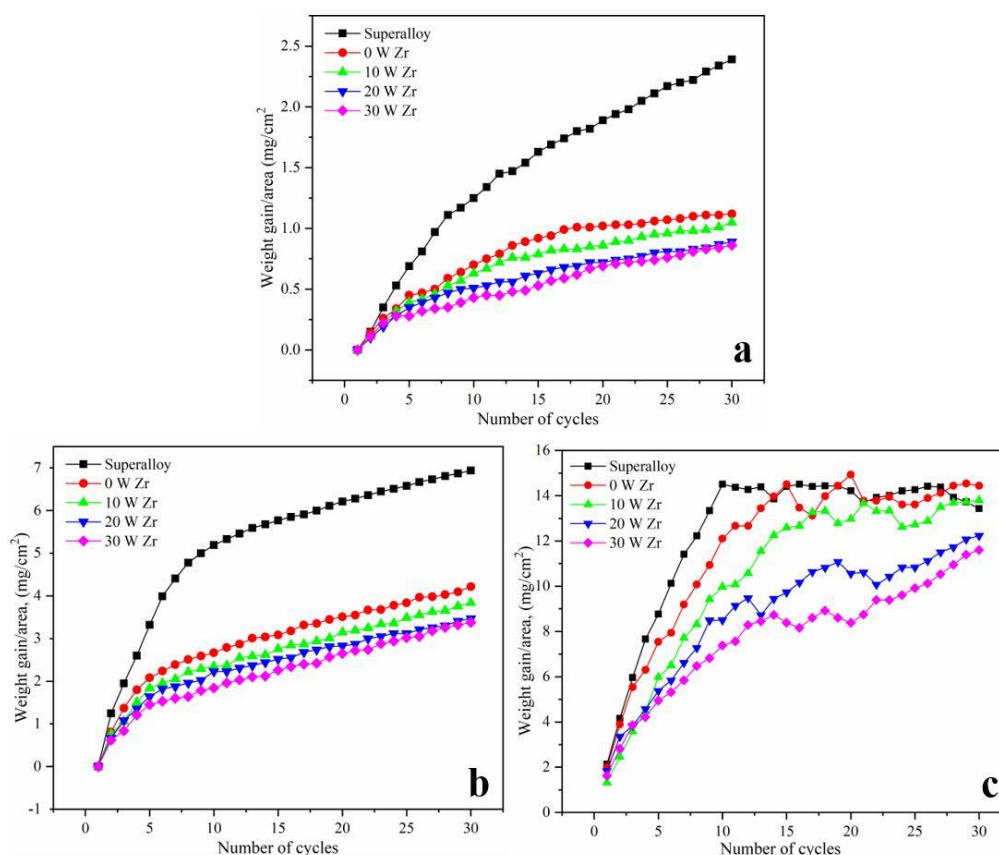 Superalloy
0 W Zr
10 W Zr
20 W Zr
30 W Zr
2.5
2.0
1.5
1.0
0.5
0.0
Weight gain/area (mg/cm²)
0 5 10 15 20 25 30
Number of cycles
a
Superalloy
0 W Zr
10 W Zr
20 W Zr
30 W Zr
7
6
5
4
3
2
1
0
-1
Weight gain/area, (mg/cm²)
0 5 10 15 20 25 30
Number of cycles
b
Superalloy
0 W Zr
10 W Zr
20 W Zr
30 W Zr
16
14
12
10
8
6
4
2
0
Weight gain/area, (mg/cm²)
0 5 10 15 20 25 30
Number of cycles
c